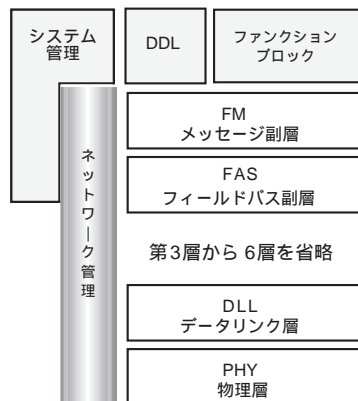 システム
管理
DDL
ファンクション
ブロック
ネットワーク管理
FM
メッセージ副層
FAS
フィールドバス副層
第3層から6層を省略
DLL
データリンク層
PHY
物理層